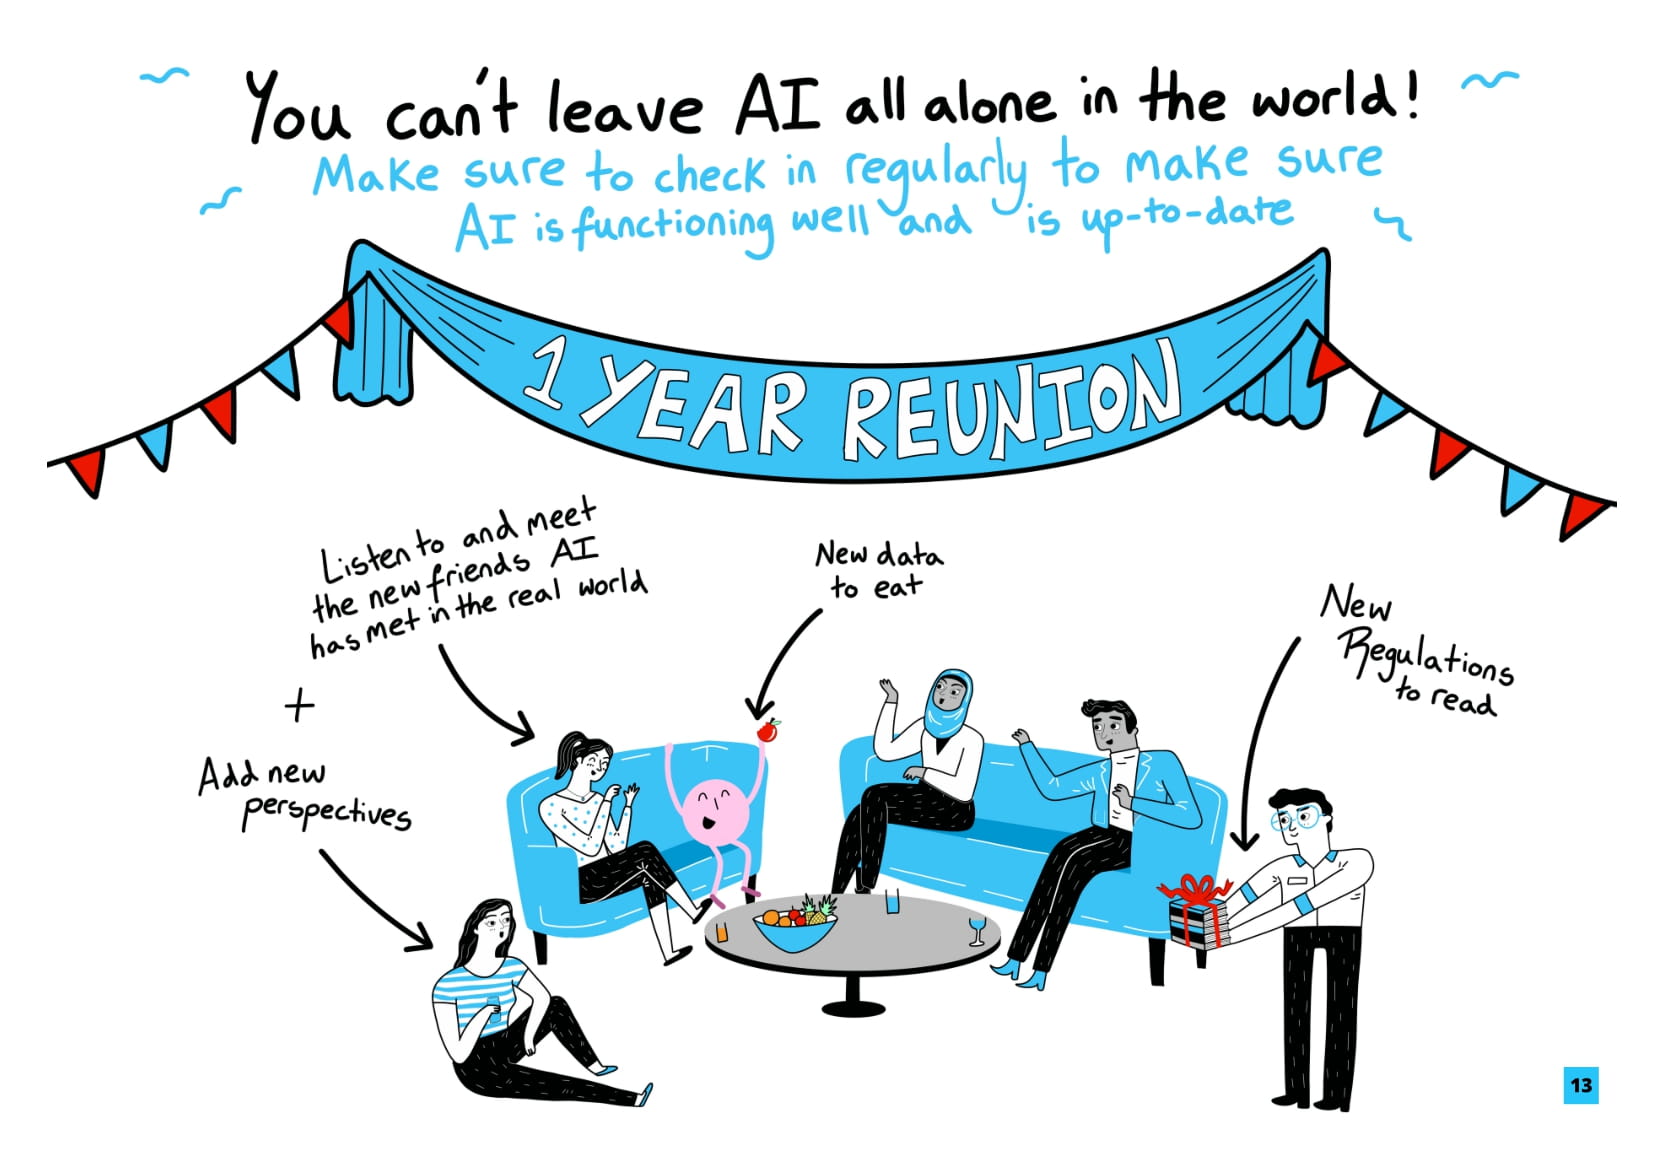 You can't leave AI all alone in the world!
Make sure to check in regularly to make sure
AI is functioning well and is up-to-date
1 YEAR REUNION
Listen to and meet
the new friends AI
has met in the real world
+
Add new
perspectives
New data
to eat
New
Regulations
to read
13